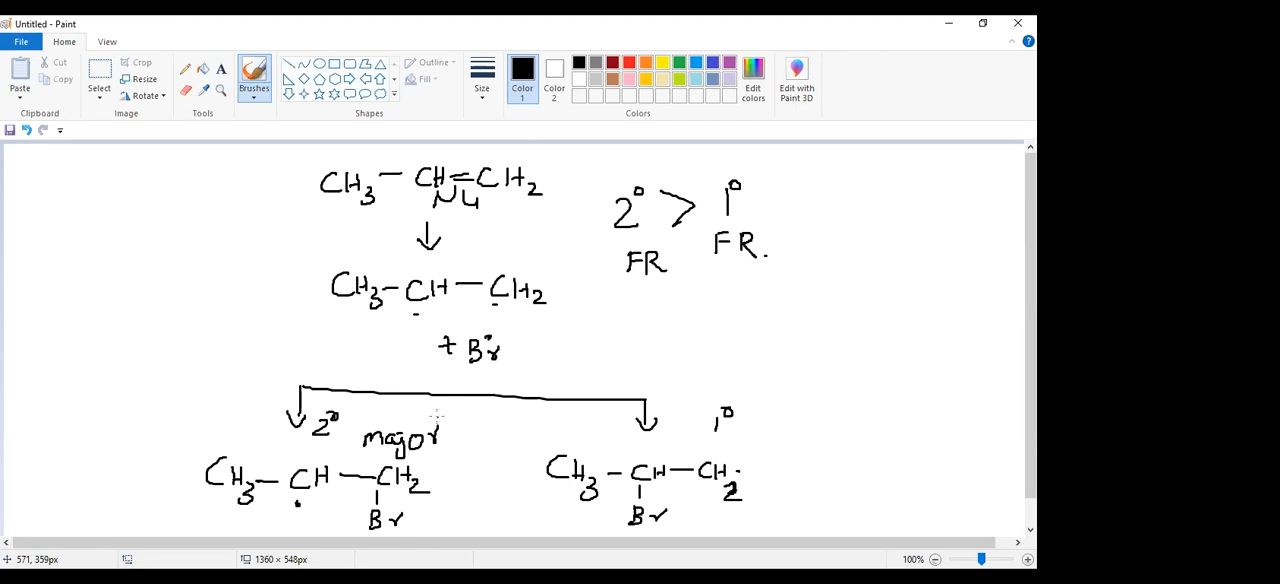 Untitled - Paint
File Home View
Paste
Cut
Copy
Clipboard
Select
Crop
Resize
Rotate
Image
A
Tools
Brushes
Outline
Fill
Shapes
Size
Color 1
Color 2
Edit colors
Colors
Edit with Paint 3D
CH3 - CH=CH2
2° > 1°
FR FR.
CH3 - CH - CH2
+ Br
2° 1°
major
CH3 - CH - CH2
Br
CH3 - CH - CH2
Br
571, 359px
1360 × 548px
100%